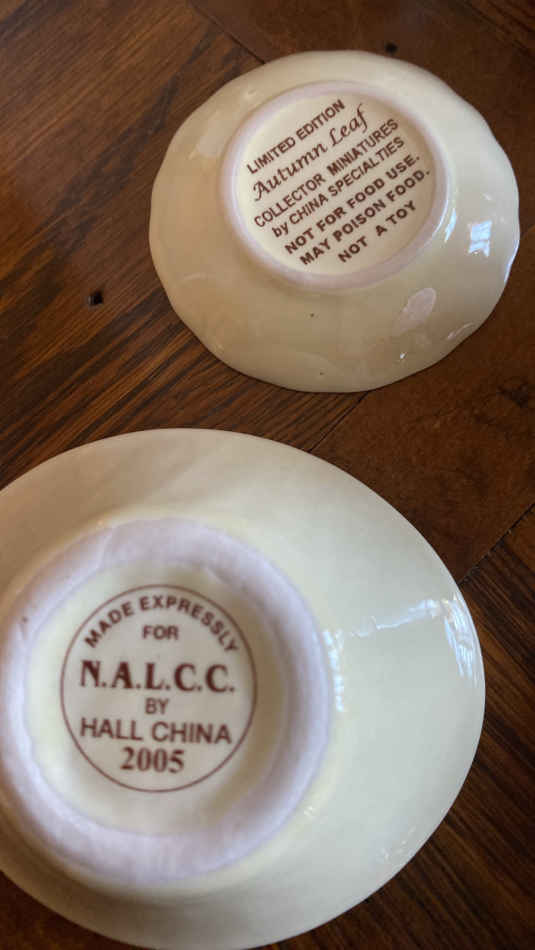 LIMITED EDITION
Autumn Leaf
COLLECTOR MINIATURES
by CHINA SPECIALTIES
NOT FOR FOOD USE.
MAY POISON FOOD.
NOT A TOY
MADE EXPRESSLY
FOR
N.A.L.C.C.
BY
HALL CHINA
2005